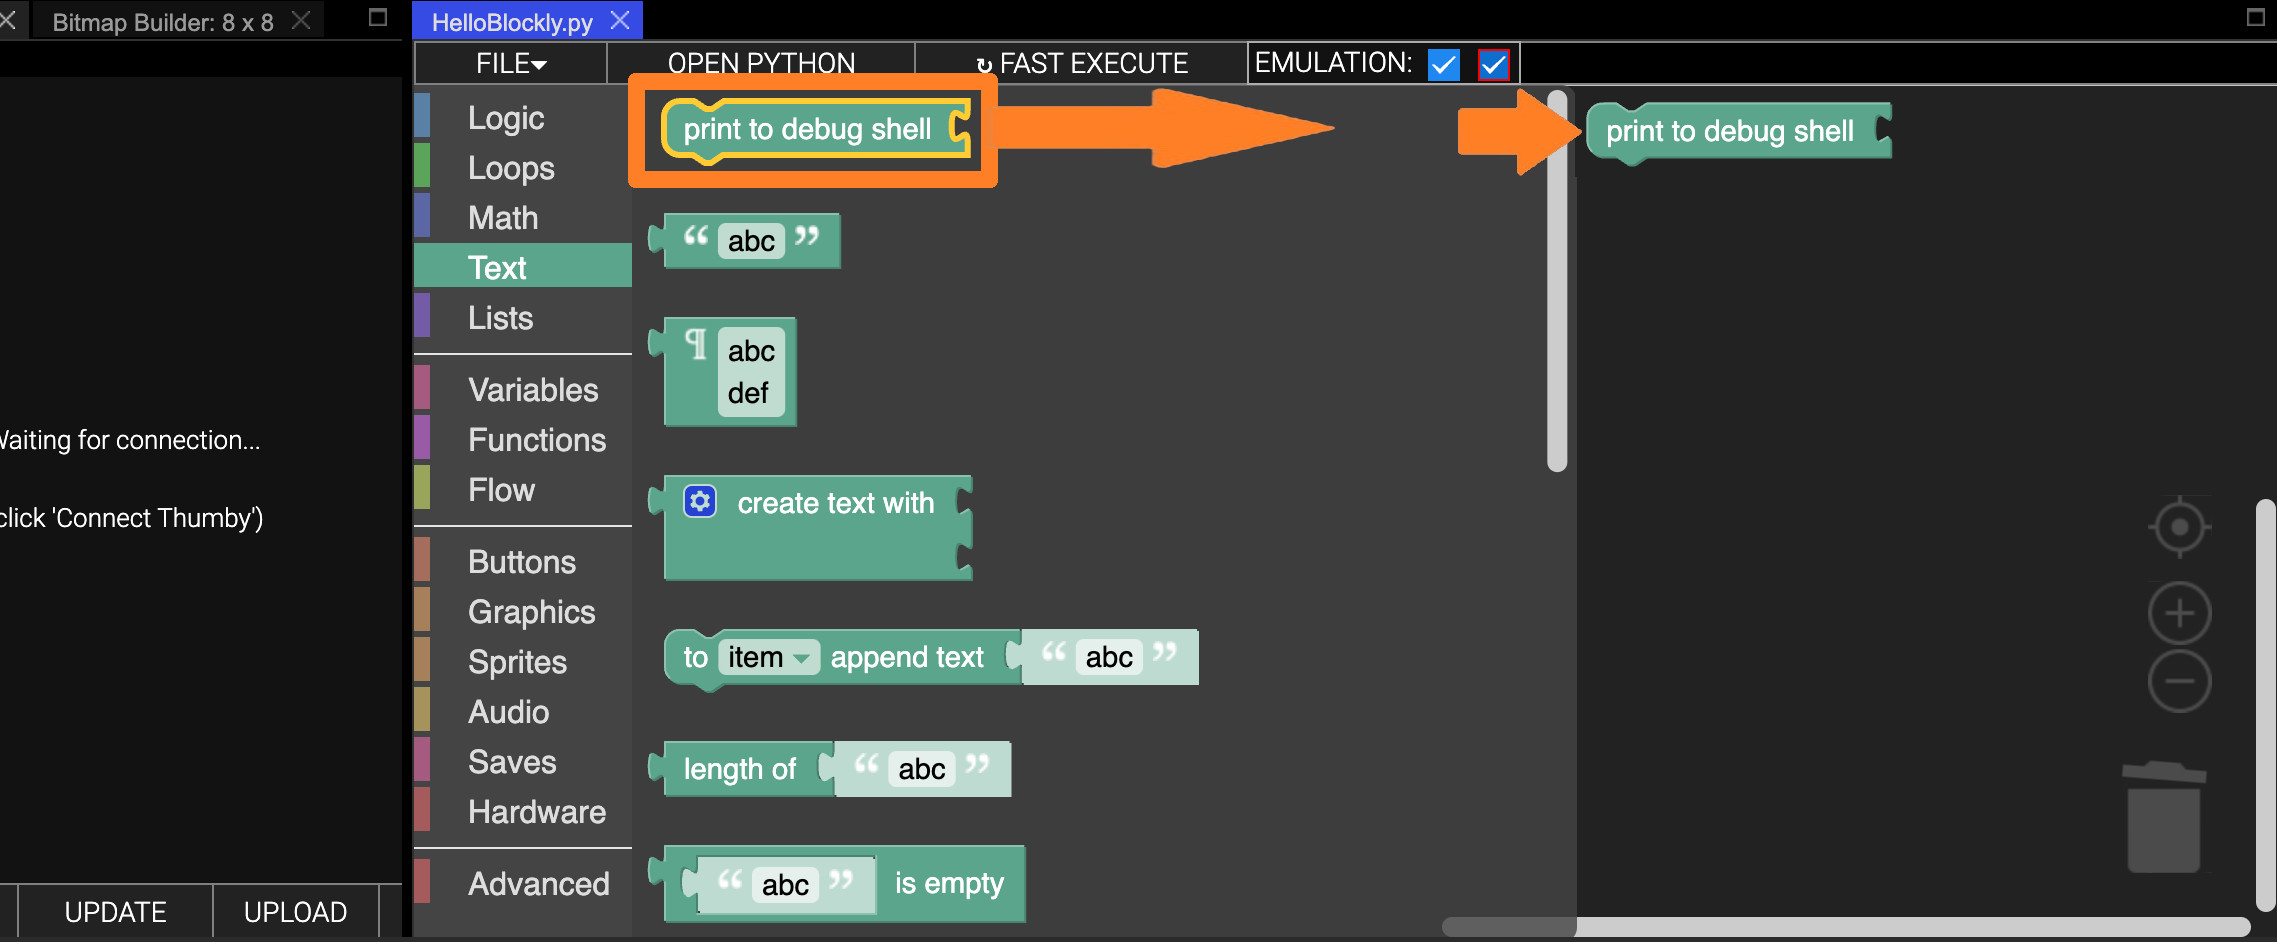 Bitmap Builder: 8 x 8
HelloBlockly.py
FILE
OPEN PYTHON
FAST EXECUTE
EMULATION:
Logic
Loops
Math
Text
Lists
Variables
Functions
Flow
Buttons
Graphics
Sprites
Audio
Saves
Hardware
Advanced
print to debug shell
“ abc ”
¶ abc
def
create text with
to item append text “ abc ”
length of “ abc ”
“ abc ” is empty
print to debug shell
Waiting for connection...
click 'Connect Thumby')
UPDATE
UPLOAD